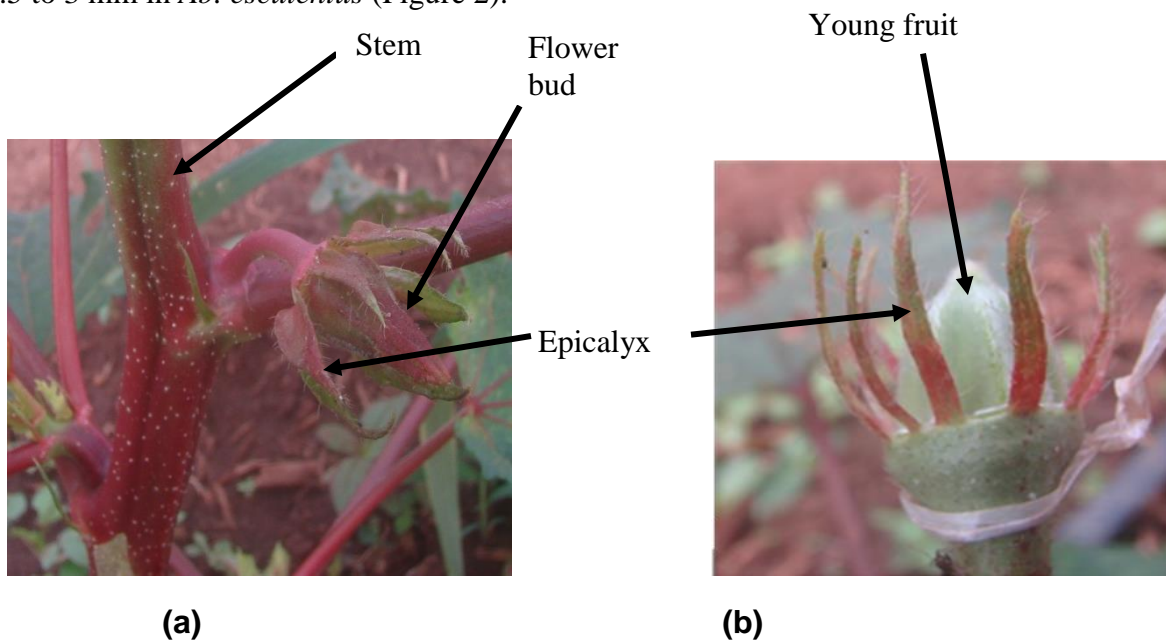 .5 to 3 mm in Ab. esculentus (Figure 2).
Young fruit
Stem
Flower
bud
Epicalyx
(a)
(b)